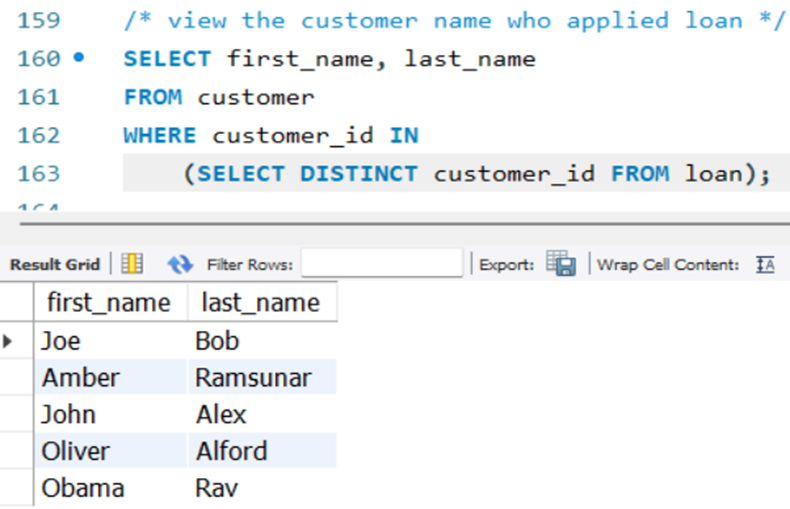 159 /* view the customer name who applied loan */
160 SELECT first_name, last_name
161 FROM customer
162 WHERE customer_id IN
163 (SELECT DISTINCT customer_id FROM loan);
164
Result Grid Filter Rows: Export: Wrap Cell Content: IA
first_name last_name
Joe Bob
Amber Ramsunar
John Alex
Oliver Alford
Obama Rav